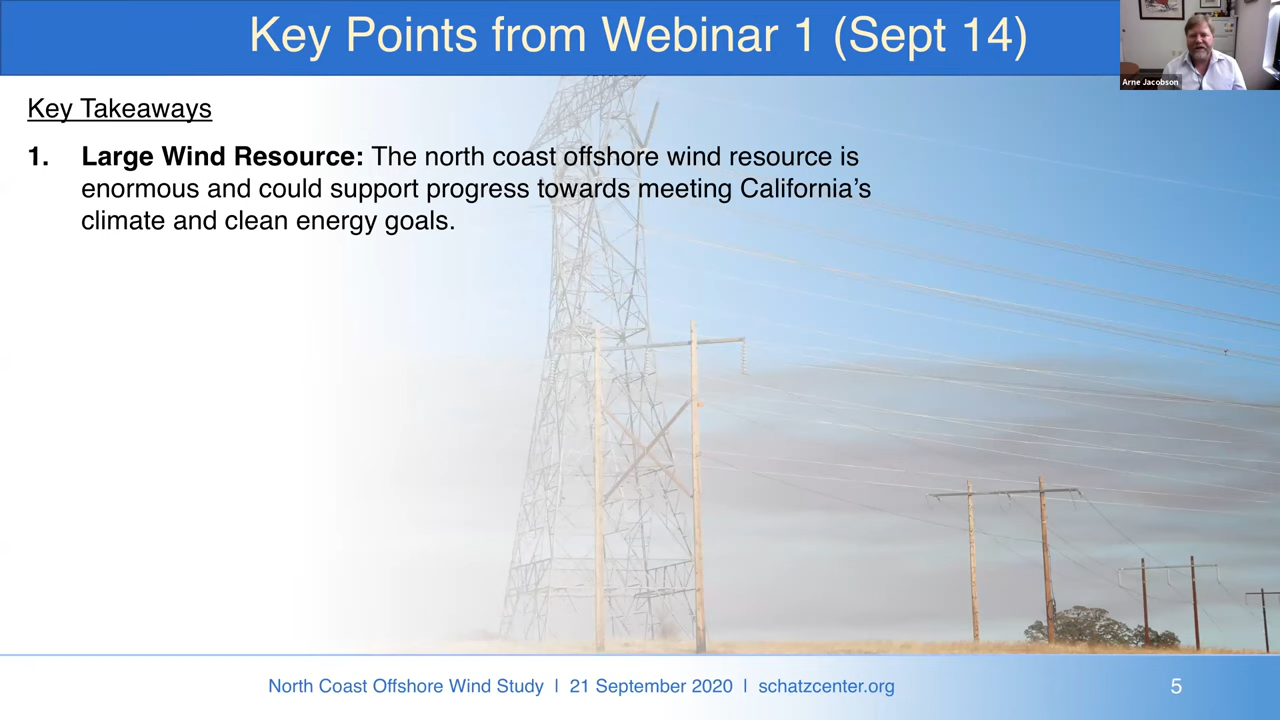 Key Points from Webinar 1 (Sept 14)
Arne Jacobson
Key Takeaways
1. Large Wind Resource: The north coast offshore wind resource is
enormous and could support progress towards meeting California’s
climate and clean energy goals.
North Coast Offshore Wind Study | 21 September 2020 | schatzcenter.org
5